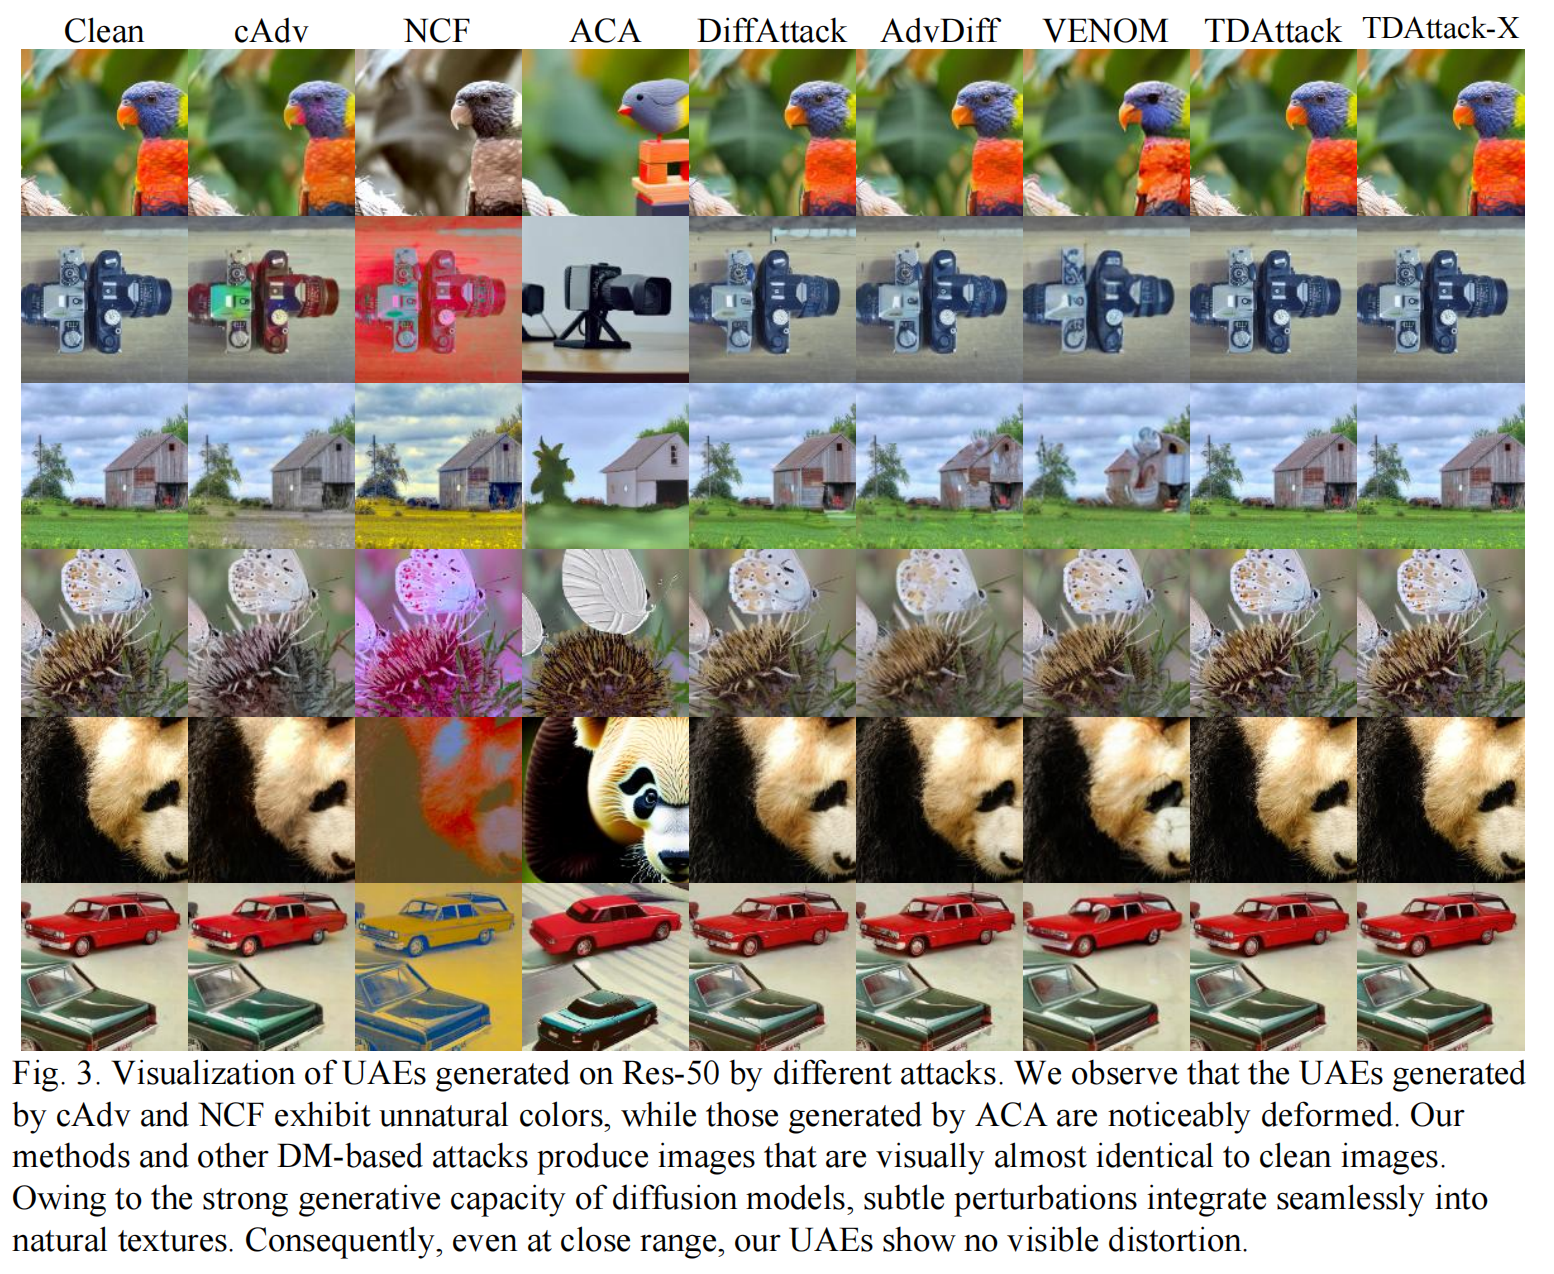 Clean cAdv NCF ACA DiffAttack AdvDiff VENOM TDAttack TDAttack-X
Fig. 3. Visualization of UAEs generated on Res-50 by different attacks. We observe that the UAEs generated
by cAdv and NCF exhibit unnatural colors, while those generated by ACA are noticeably deformed. Our
methods and other DM-based attacks produce images that are visually almost identical to clean images.
Owing to the strong generative capacity of diffusion models, subtle perturbations integrate seamlessly into
natural textures. Consequently, even at close range, our UAEs show no visible distortion.